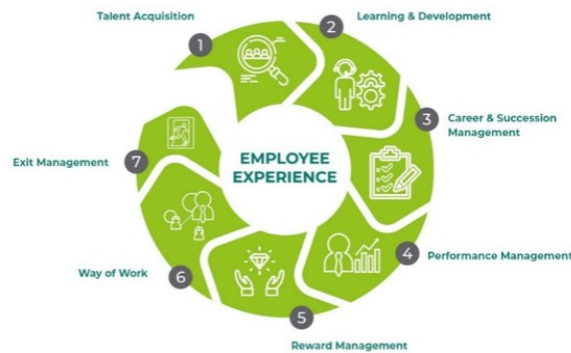 Talent Acquisition
1
2
Learning & Development
3
Career & Succession
Management
EMPLOYEE
EXPERIENCE
4
Performance Management
5
Reward Management
6
Way of Work
7
Exit Management